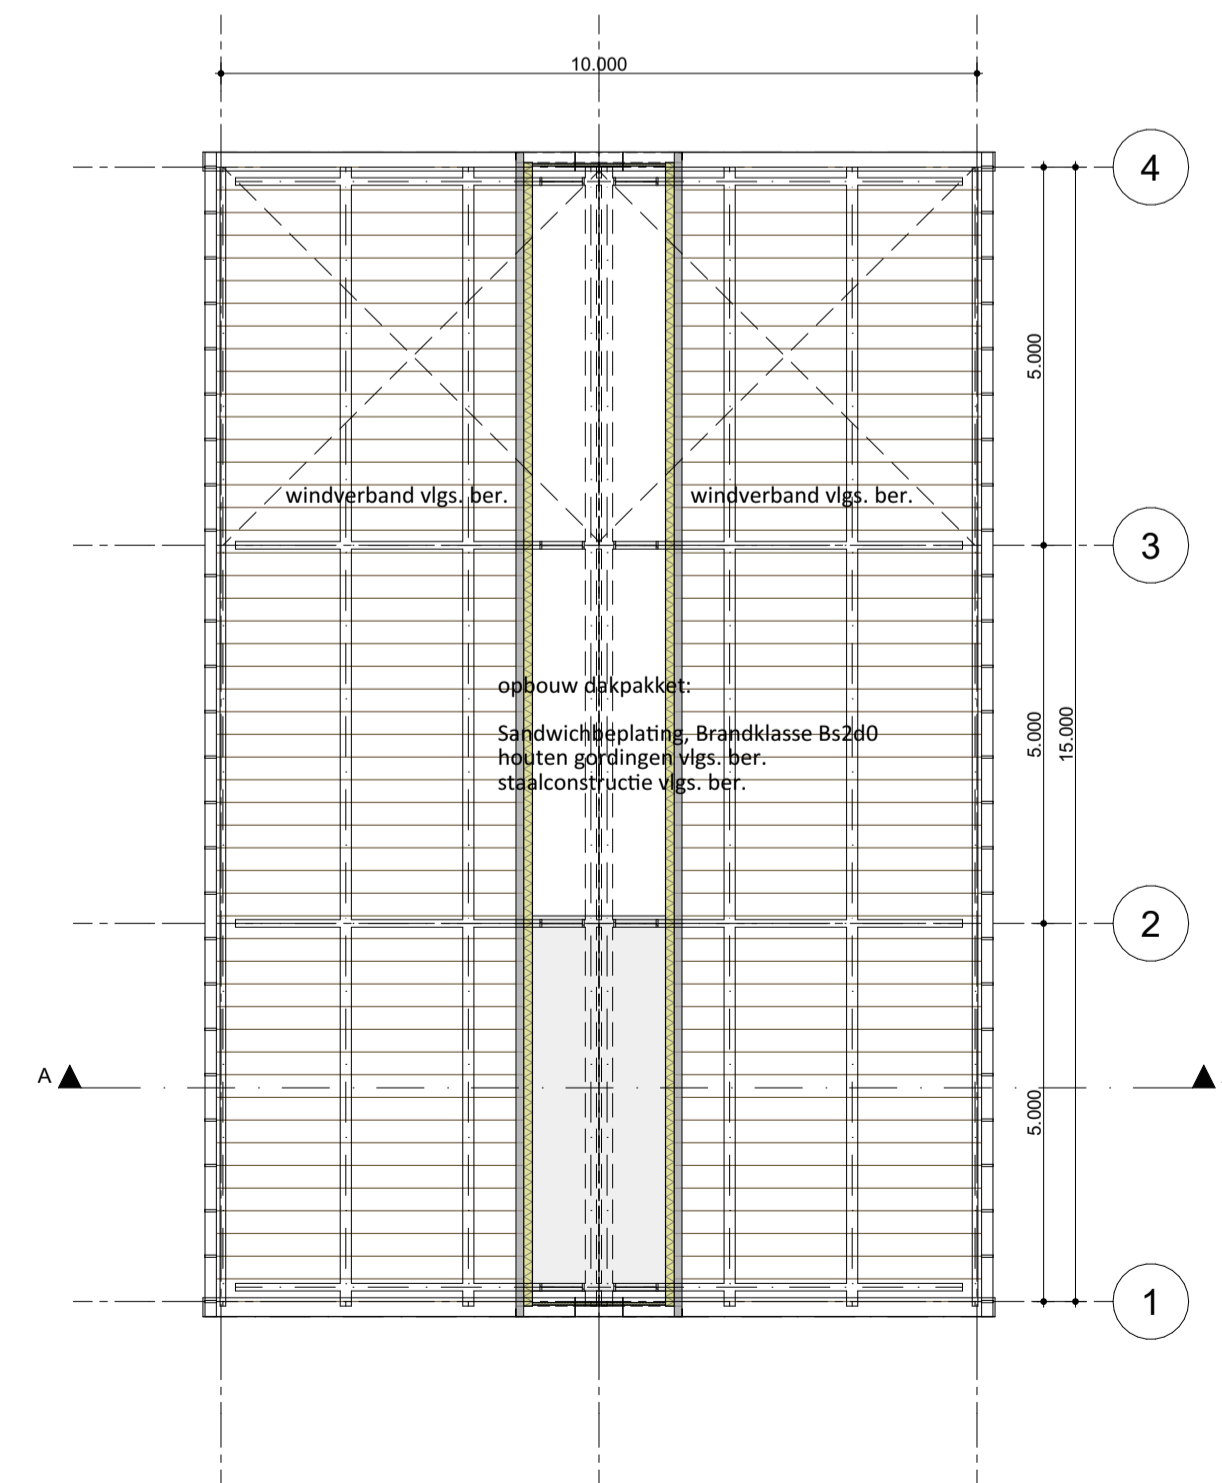 10.000
4
5.000
windverband vlgs. ber.
windverband vlgs. ber.
3
opbouw dakpakket:
5.000
15.000
Sandwichbeplating, Brandklasse Bs2d0
houten gordingen vlgs. ber.
staalconstructie vlgs. ber.
2
A
5.000
1